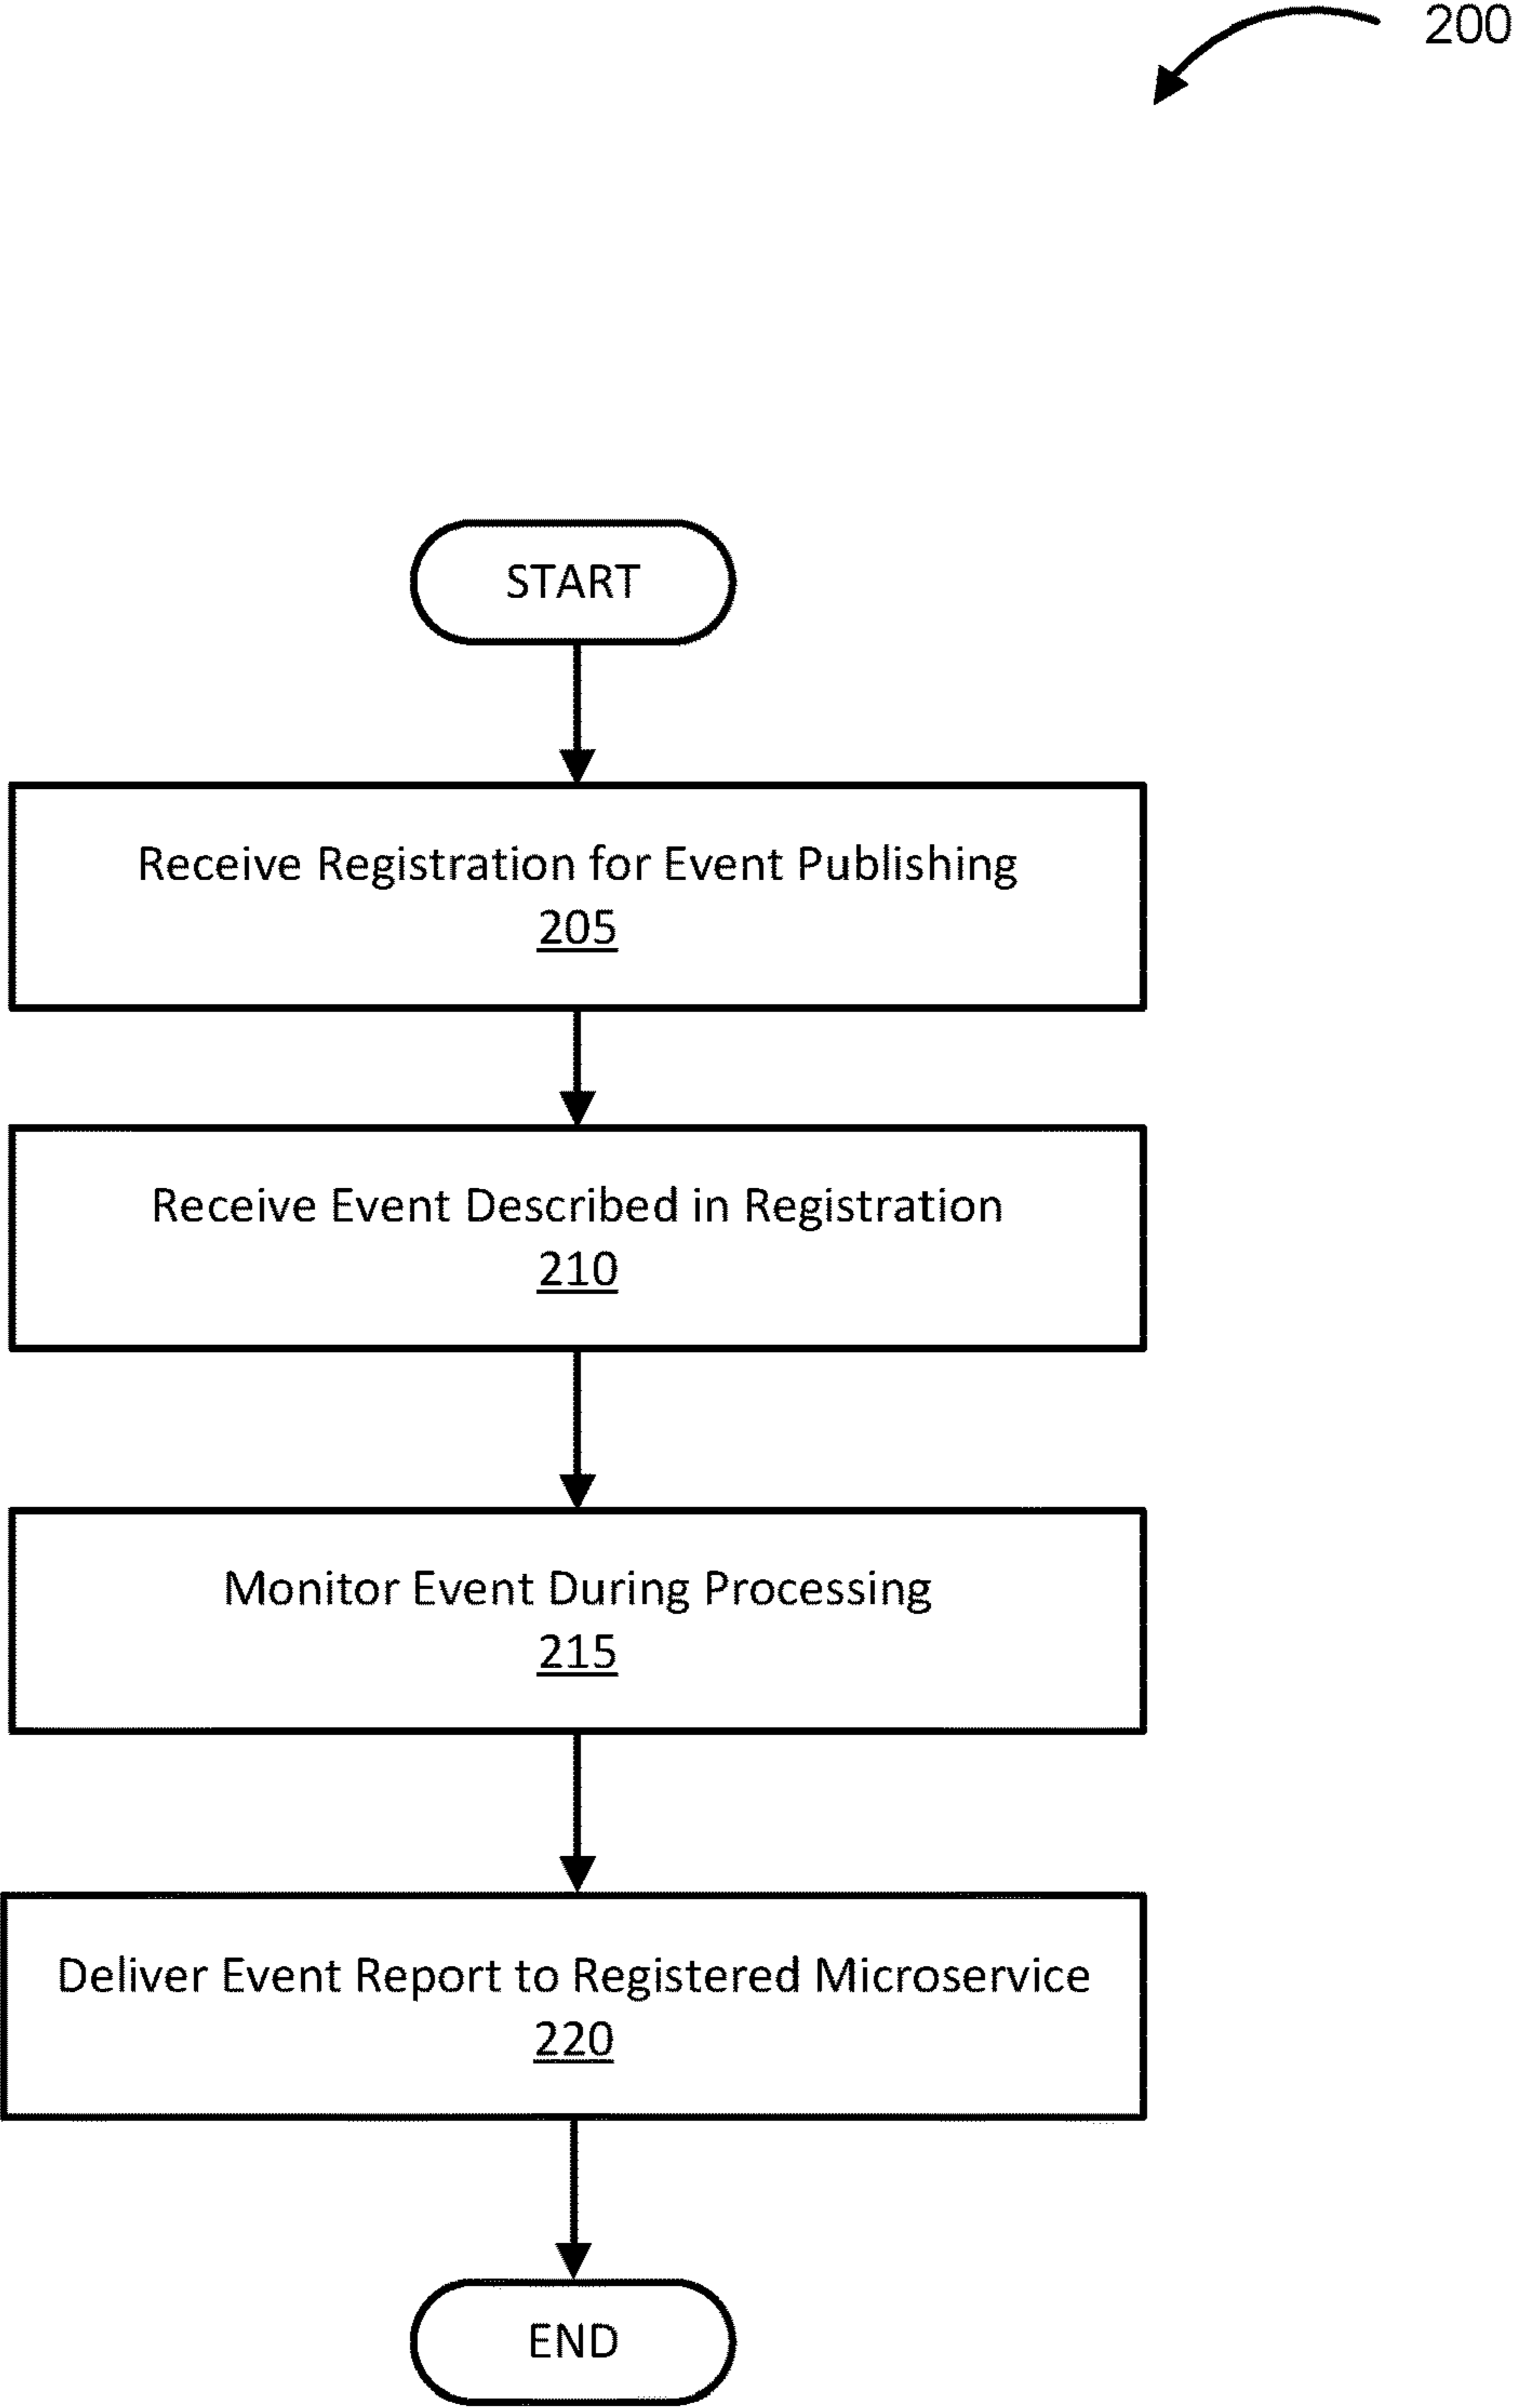 200
START
Receive Registration for Event Publishing
205
Receive Event Described in Registration
210
Monitor Event During Processing
215
Deliver Event Report to Registered Microservice
220
END